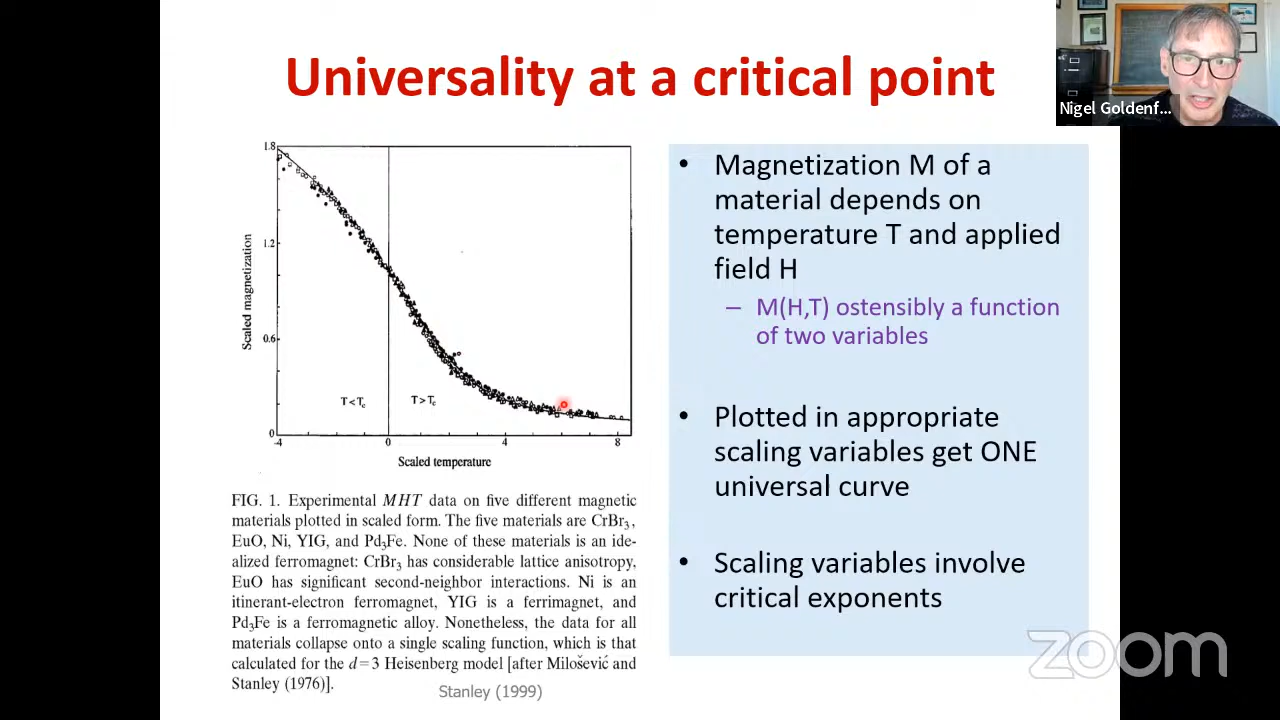 Universality at a critical point
Nigel Goldenf...
1.8
1.2
0.6
0
Scaled magnetization
T < Tc
T > Tc
-4
0
4
8
Scaled temperature
FIG. 1. Experimental MHT data on five different magnetic
materials plotted in scaled form. The five materials are CrBr3,
EuO, Ni, YIG, and Pd3Fe. None of these materials is an ide-
alized ferromagnet: CrBr3 has considerable lattice anisotropy,
EuO has significant second-neighbor interactions. Ni is an
itinerant-electron ferromagnet, YIG is a ferrimagnet, and
Pd3Fe is a ferromagnetic alloy. Nonetheless, the data for all
materials collapse onto a single scaling function, which is that
calculated for the d=3 Heisenberg model [after Milošević and
Stanley (1976)].
Stanley (1999)
• Magnetization M of a
material depends on
temperature T and applied
field H
– M(H,T) ostensibly a function
of two variables
• Plotted in appropriate
scaling variables get ONE
universal curve
• Scaling variables involve
critical exponents
zoom